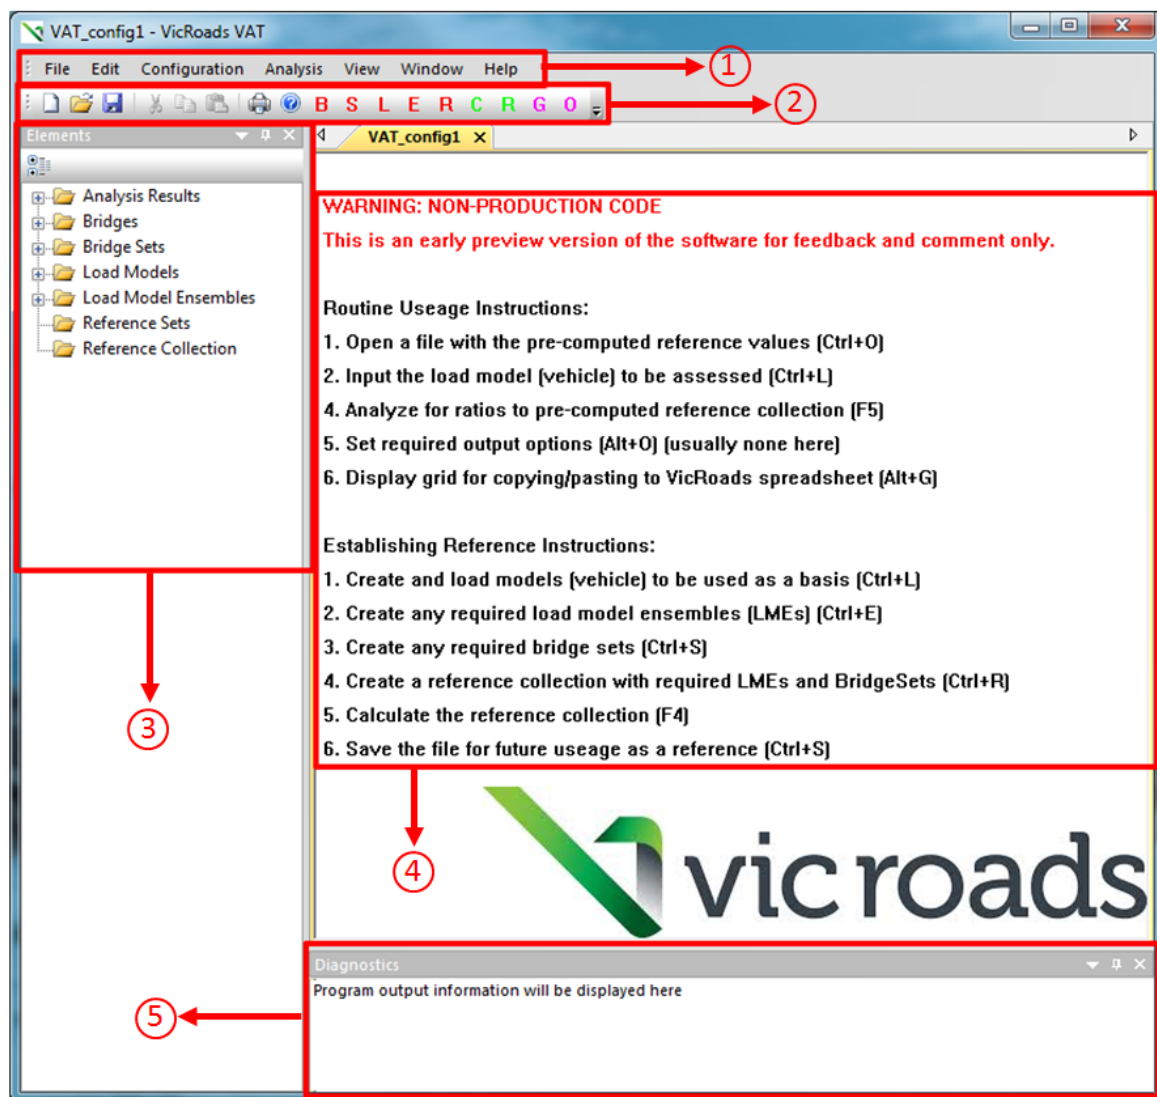 VAT_config1 - VicRoads VAT
File Edit Configuration Analysis View Window Help
1
B S L E R C R G O
2
Elements
VAT_config1
Analysis Results
Bridges
Bridge Sets
Load Models
Load Model Ensembles
Reference Sets
Reference Collection
3
WARNING: NON-PRODUCTION CODE
This is an early preview version of the software for feedback and comment only.
Routine Useage Instructions:
1. Open a file with the pre-computed reference values (Ctrl+O)
2. Input the load model (vehicle) to be assessed (Ctrl+L)
4. Analyze for ratios to pre-computed reference collection (F5)
5. Set required output options (Alt+O) (usually none here)
6. Display grid for copying/pasting to VicRoads spreadsheet (Alt+G)
Establishing Reference Instructions:
1. Create and load models (vehicle) to be used as a basis (Ctrl+L)
2. Create any required load model ensembles (LMEs) (Ctrl+E)
3. Create any required bridge sets (Ctrl+S)
4. Create a reference collection with required LMEs and BridgeSets (Ctrl+R)
5. Calculate the reference collection (F4)
6. Save the file for future useage as a reference (Ctrl+S)
4
vicroads
Diagnostics
Program output information will be displayed here
5